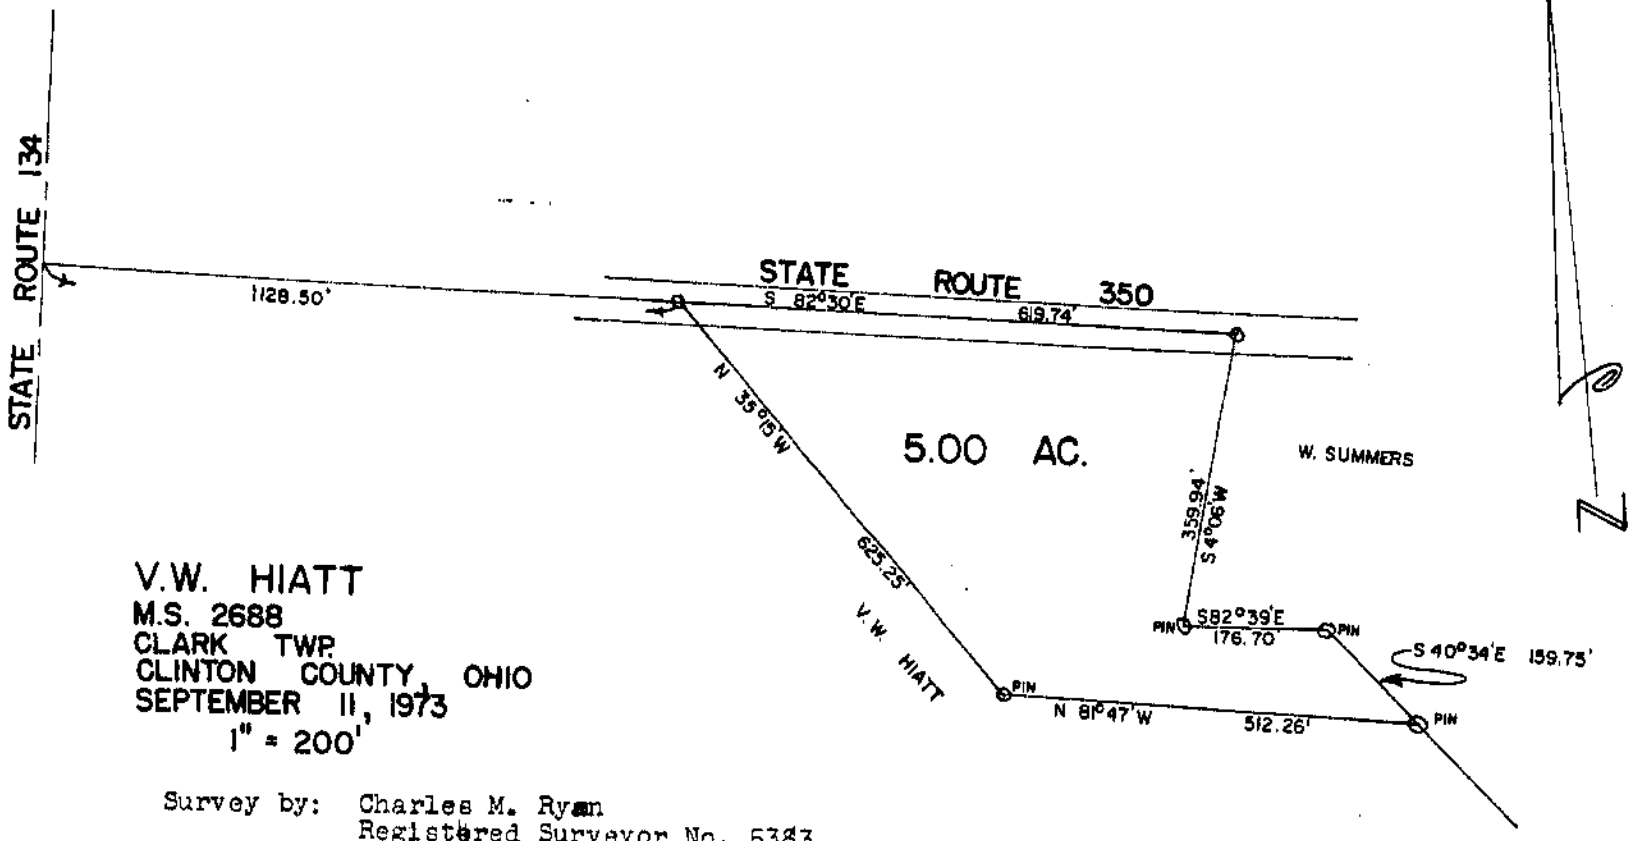 STATE ROUTE 134
1128.50'
STATE ROUTE 350
S 82°30'E 619.74'
N 35°15'W
625.25'
5.00 AC.
W. SUMMERS
359.94'
S 4°06'W
V.W. HIATT
PIN
S82°39'E
176.70'
PIN
S 40°34'E 159.75'
PIN
N 81°47'W 512.26'
PIN
N
V.W. HIATT
M.S. 2688
CLARK TWP.
CLINTON COUNTY, OHIO
SEPTEMBER 11, 1973
1" = 200'
Survey by: Charles M. Ryan
Registered Surveyor No.